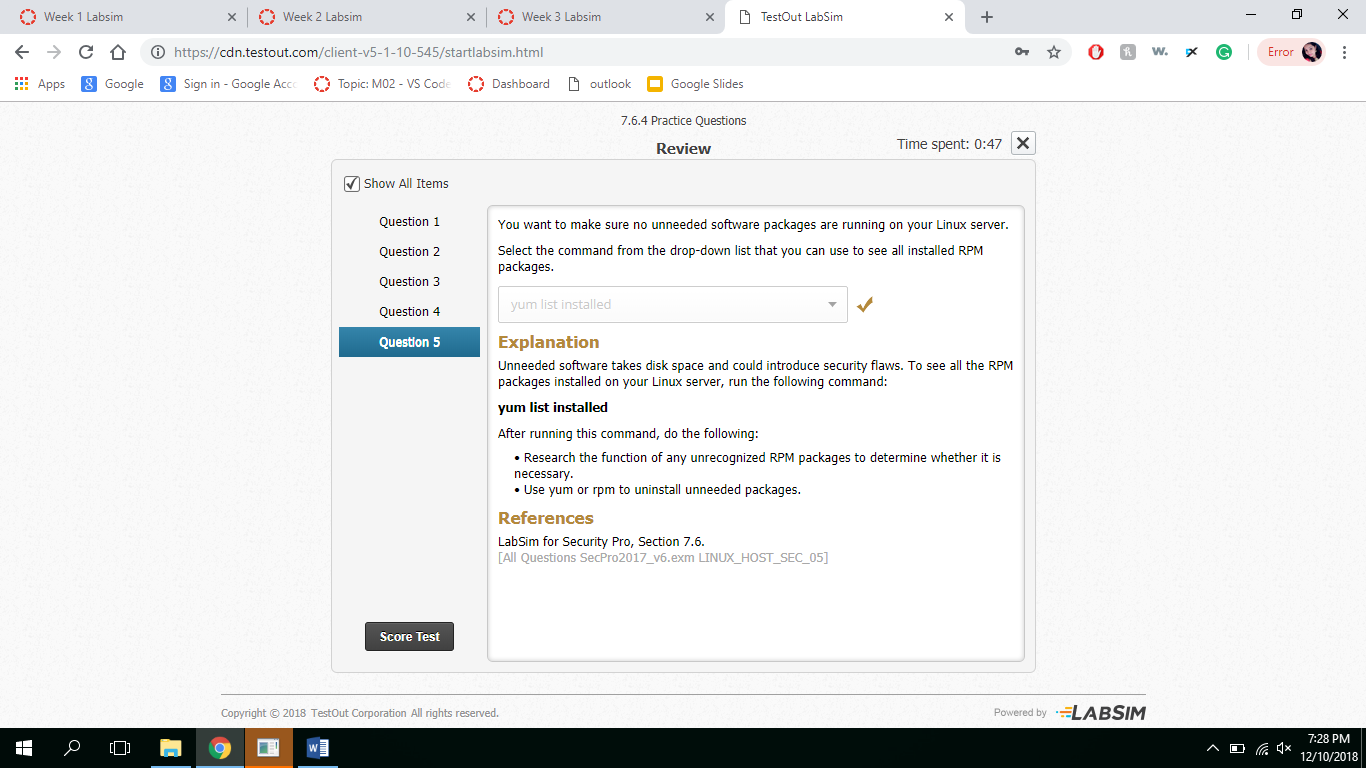 Week 1 Labsim
Week 2 Labsim
Week 3 Labsim
TestOut LabSim
https://cdn.testout.com/client-v5-1-10-545/startlabsim.html
Error
Apps
Google
Sign in - Google Acco
Topic: M02 - VS Code
Dashboard
outlook
Google Slides
7.6.4 Practice Questions
Review
Time spent: 0:47
Show All Items
Question 1
Question 2
Question 3
Question 4
Question 5
Score Test
You want to make sure no unneeded software packages are running on your Linux server.
Select the command from the drop-down list that you can use to see all installed RPM
packages.
yum list installed
Explanation
Unneeded software takes disk space and could introduce security flaws. To see all the RPM
packages installed on your Linux server, run the following command:
yum list installed
After running this command, do the following:
• Research the function of any unrecognized RPM packages to determine whether it is
necessary.
• Use yum or rpm to uninstall unneeded packages.
References
LabSim for Security Pro, Section 7.6.
[All Questions SecPro2017_v6.exm LINUX_HOST_SEC_05]
Copyright © 2018 TestOut Corporation All rights reserved.
Powered by LABSIM
7:28 PM
12/10/2018